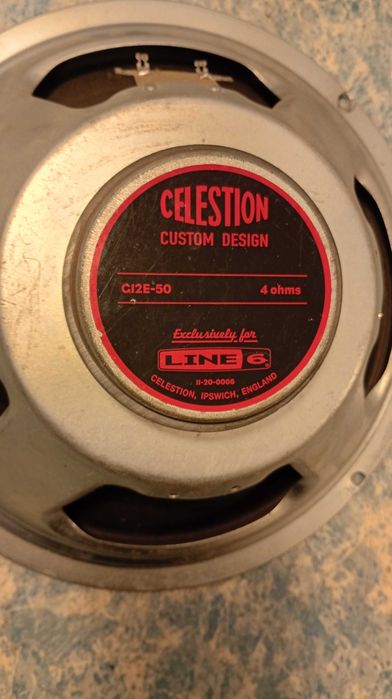 CELESTION
CUSTOM DESIGN
G12E-50 4 ohms
Exclusively for
LINE 6
11-20-0006
CELESTION, IPSWICH, ENGLAND